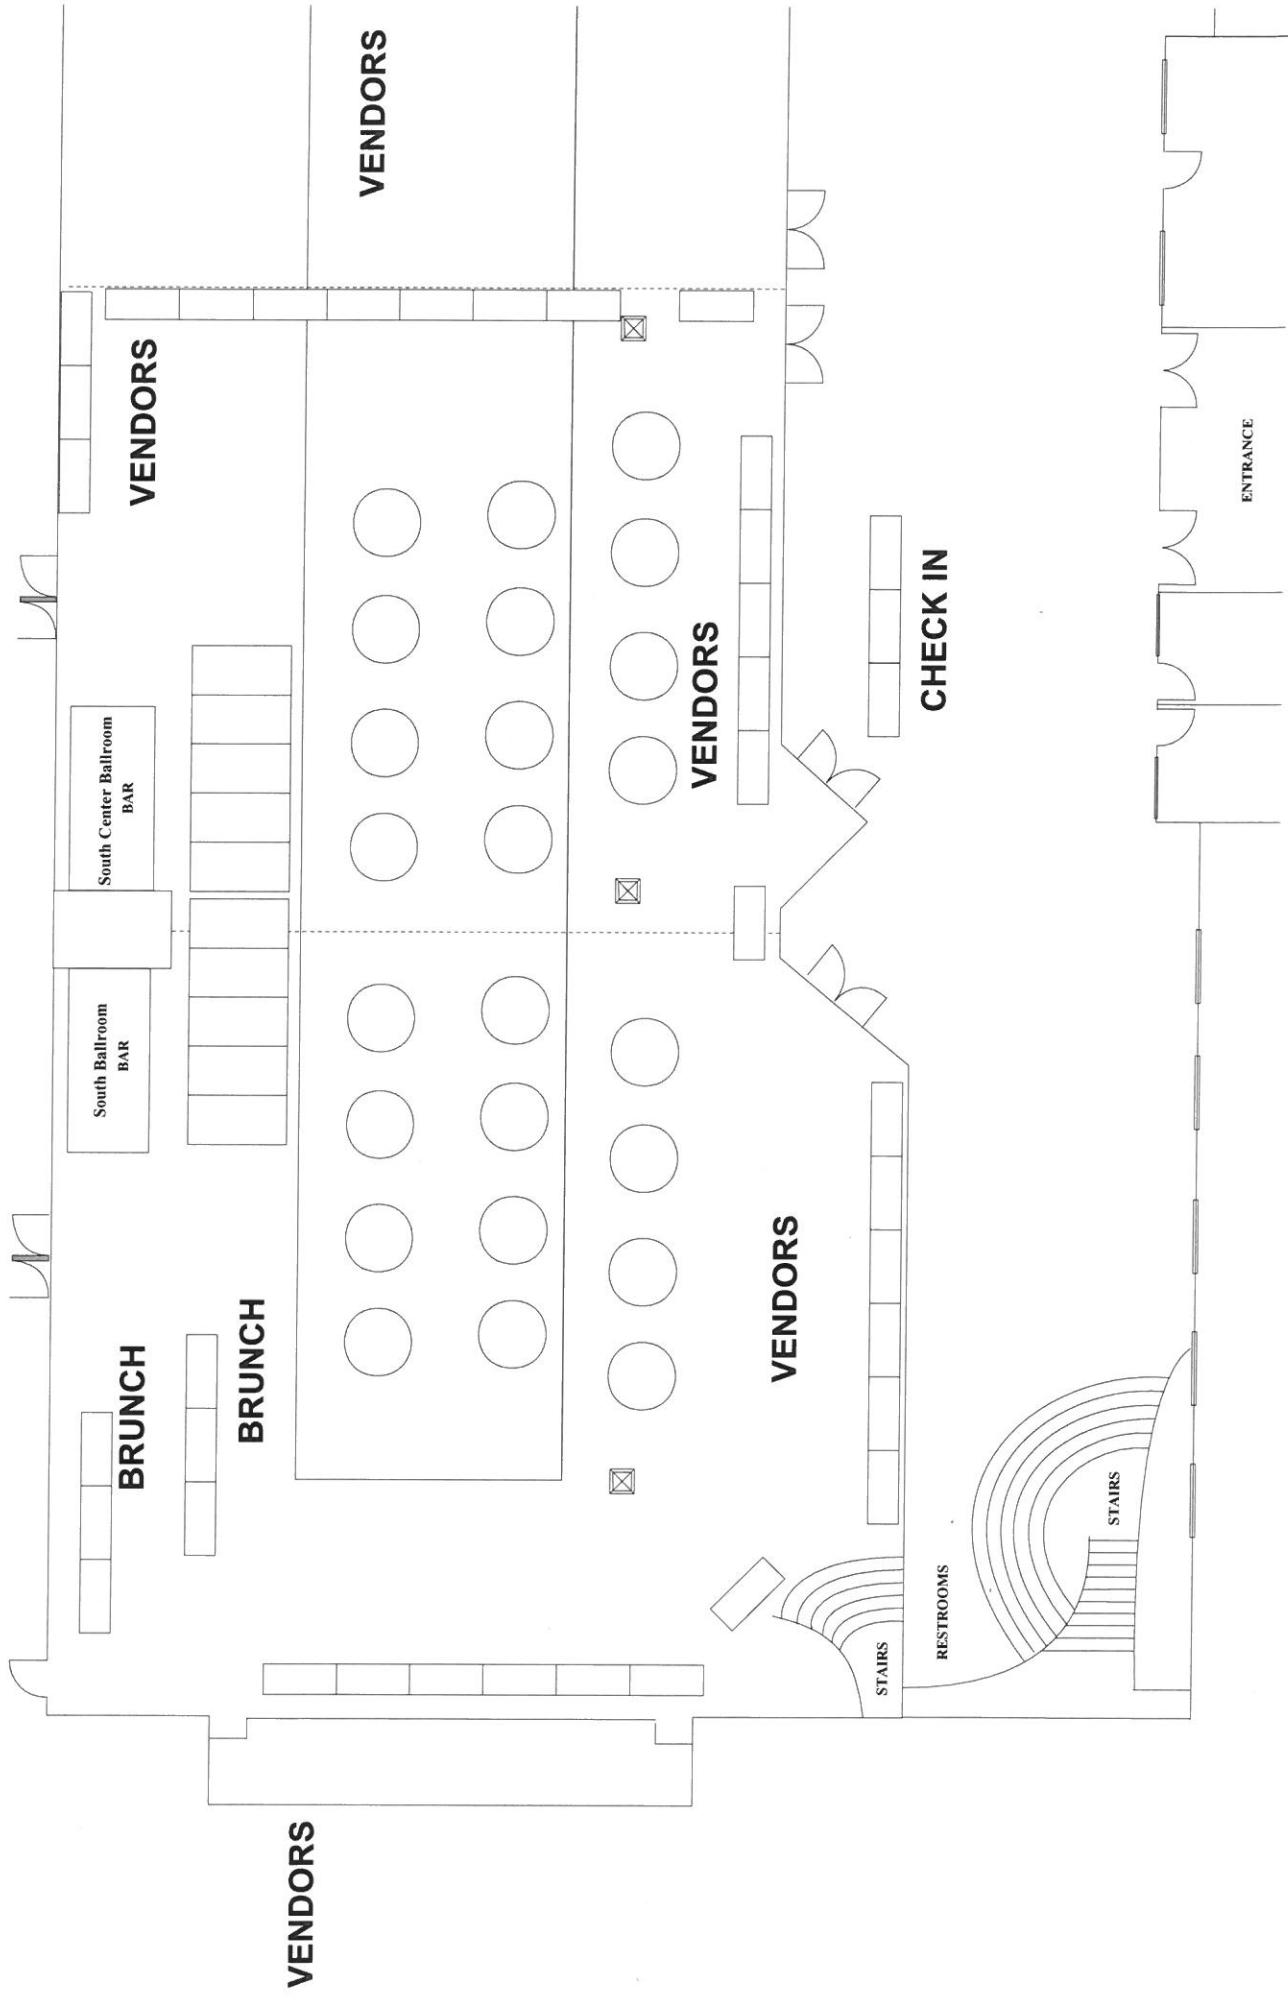 South Ballroom
BAR
South Center Ballroom
BAR
BRUNCH
VENDORS
BRUNCH
VENDORS
VENDORS
VENDORS
VENDORS
STAIRS
RESTROOMS
CHECK IN
STAIRS
ENTRANCE